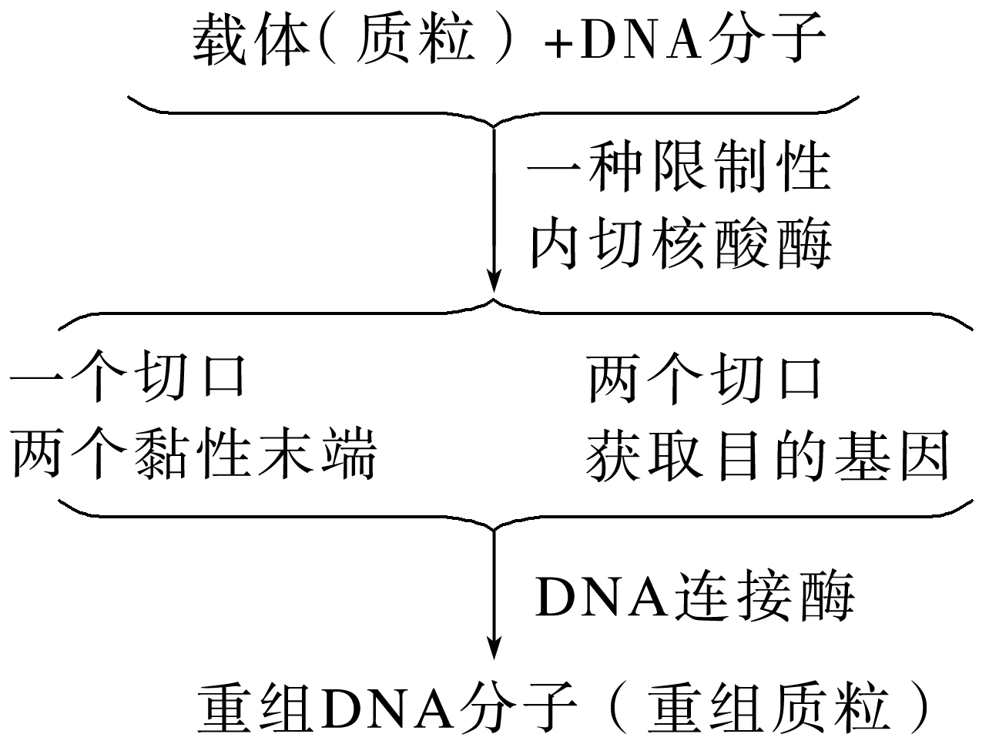 载体(质粒)+DNA分子
一种限制性
内切核酸酶
一个切口
两个黏性末端
两个切口
获取目的基因
DNA连接酶
重组DNA分子(重组质粒)